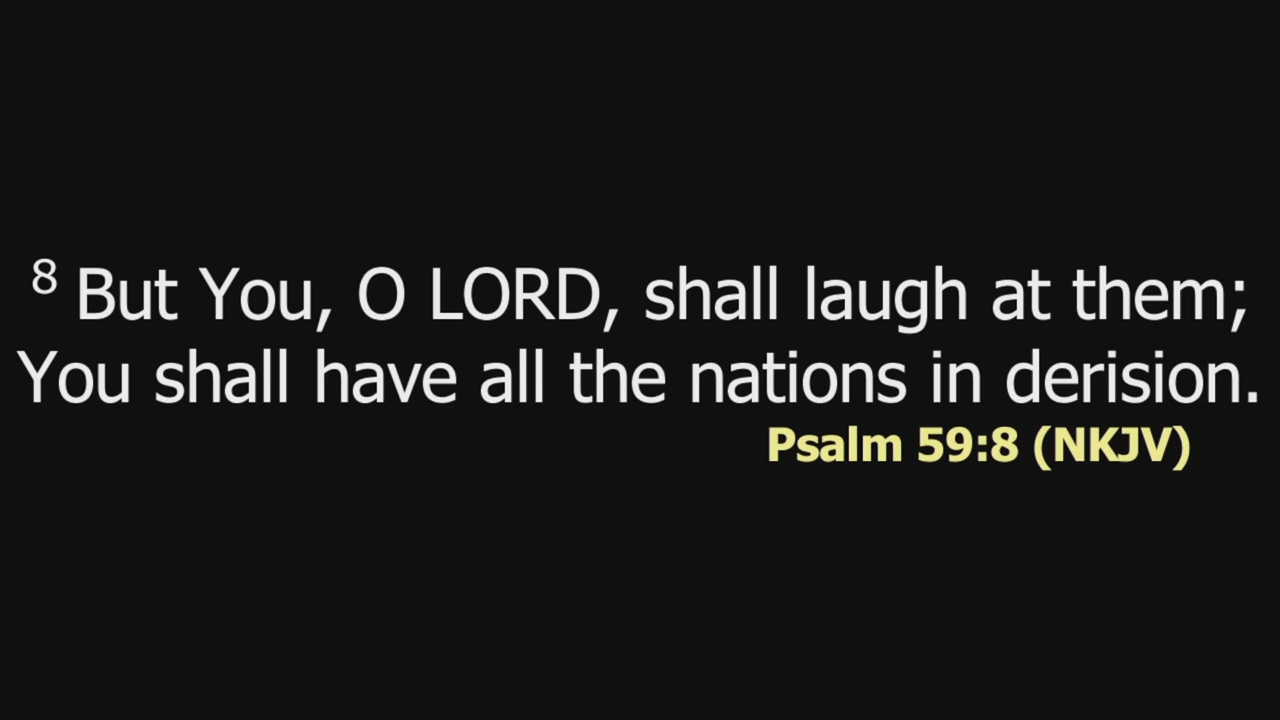 8 But You, O LORD, shall laugh at them;
You shall have all the nations in derision.
Psalm 59:8 (NKJV)